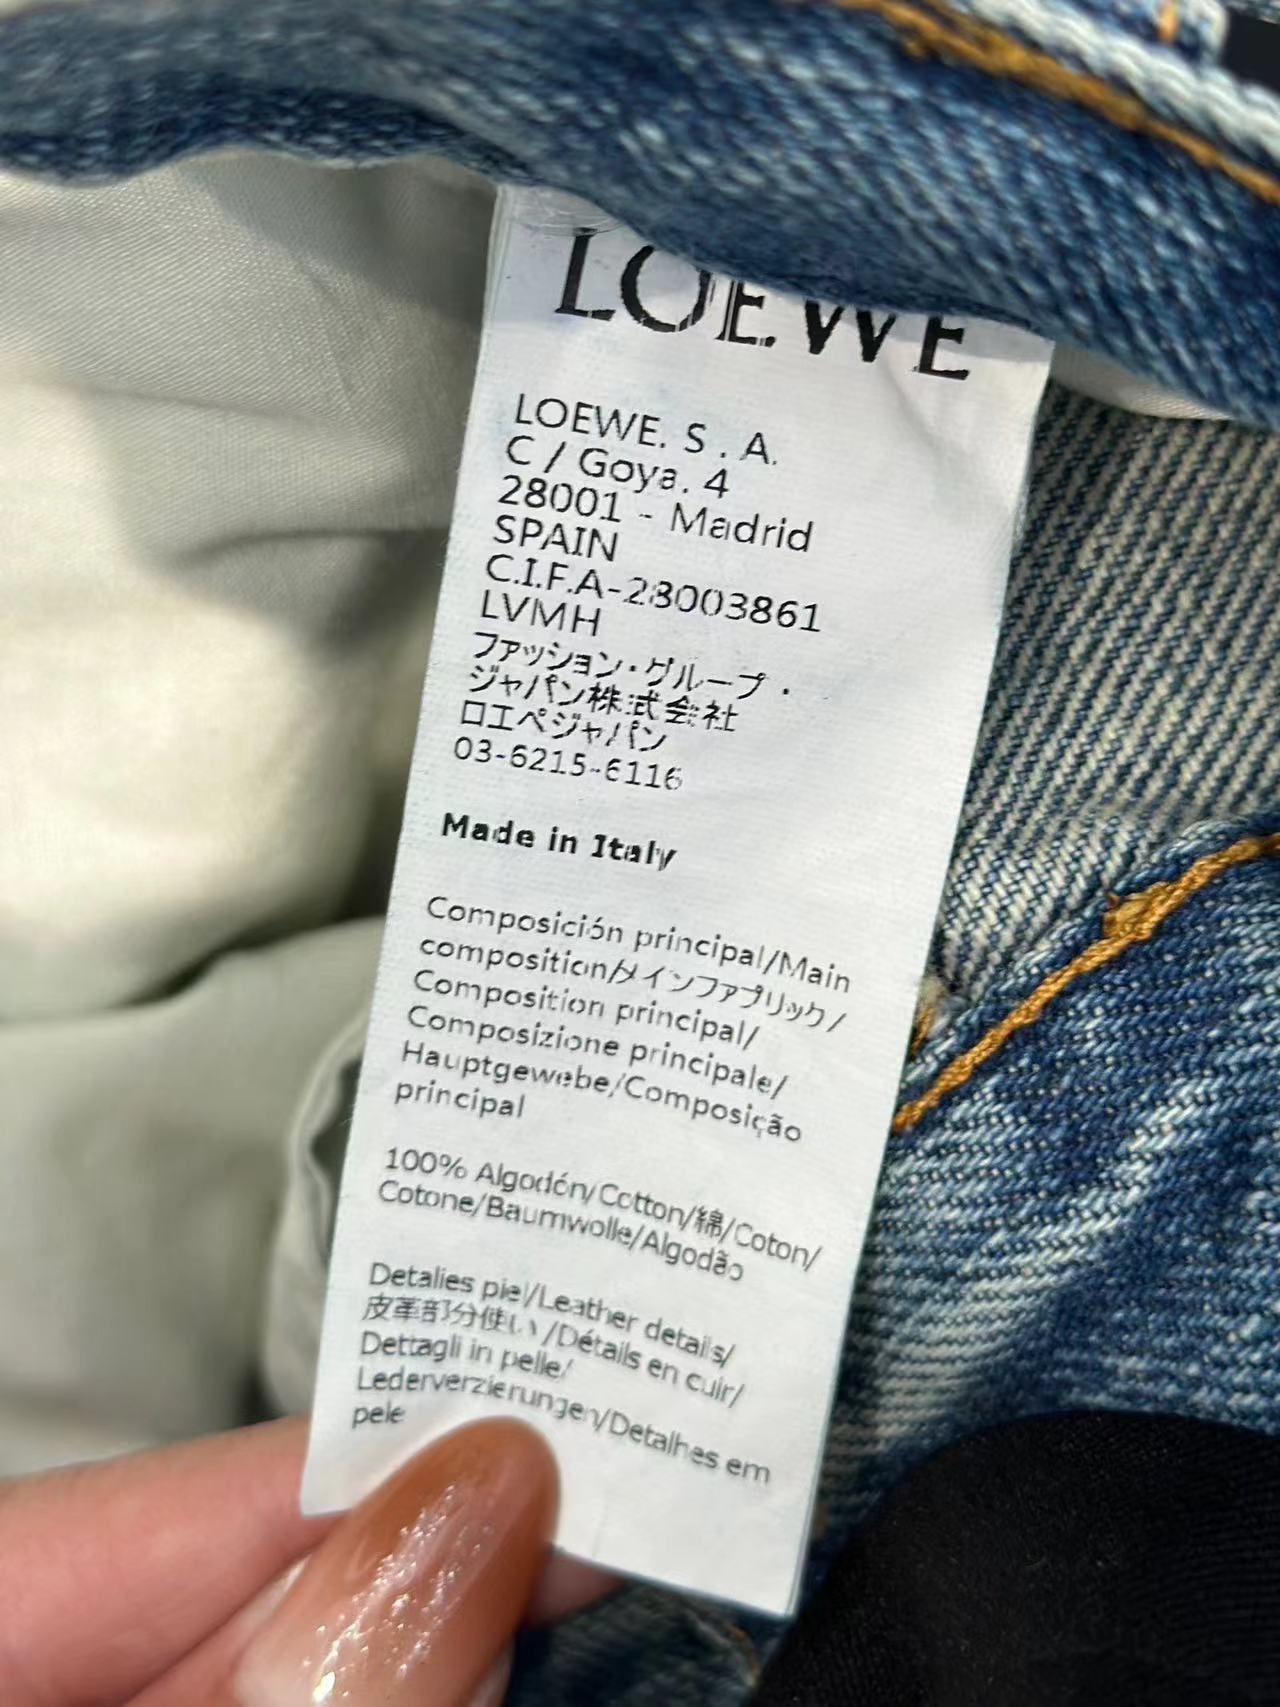 LOEWE
LOEWE. S . A.
C / Goya. 4
28001 - Madrid
SPAIN
C.I.F.A-28003861
LVMH
ファッション・グループ・
ジャパン株式会社
ロエペジャパン
03-6215-6116
Made in Italy
Composición principal/Main
composition/メインファブリック/
Composition principal/
Composizione principale/
Hauptgewebe/Composição
principal
100% Algodón/Cotton/綿/Coton/
Cotone/Baumwolle/Algodão
Detalies piel/Leather details/
皮革部分使い/Détails en cuir/
Dettagli in pelle/
Lederverzierungen/Detalhes em
pele